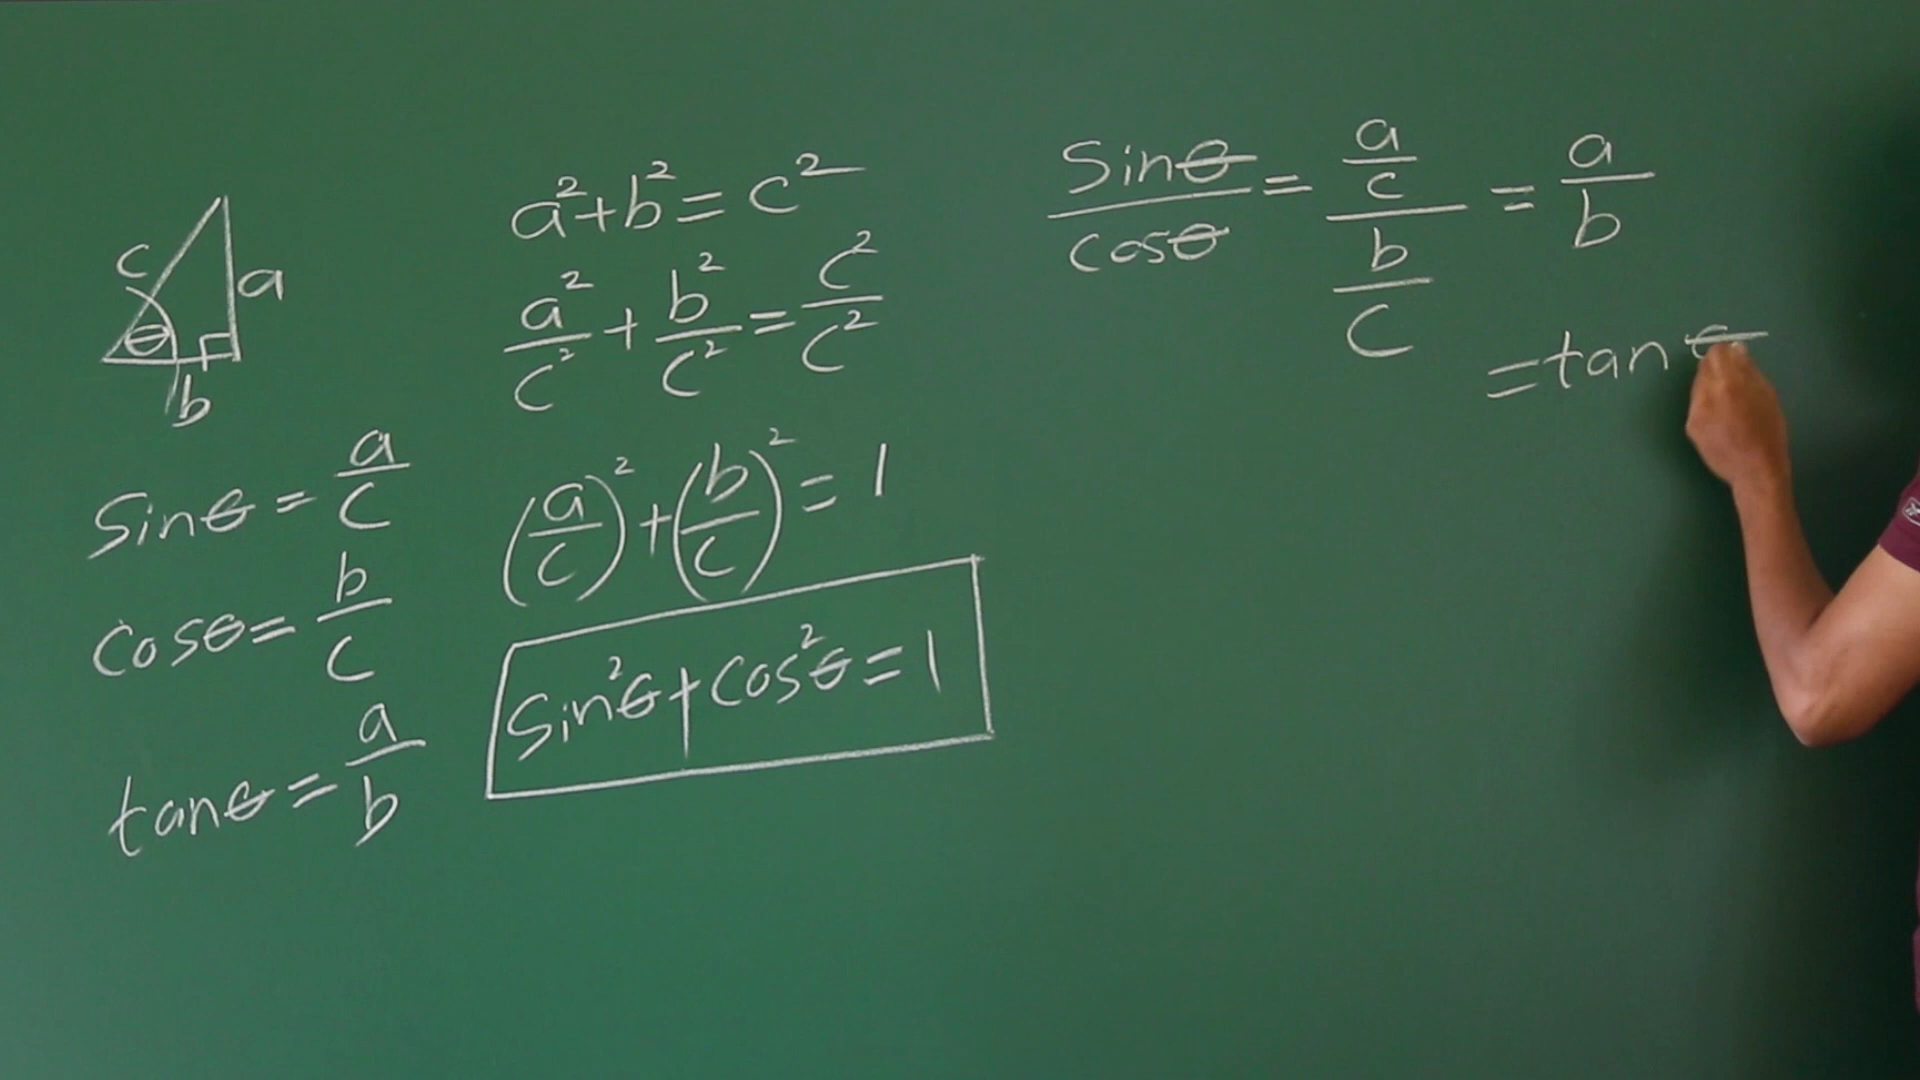 c
a
θ
b
Sinθ = a/c
cosθ = b/c
tanθ = a/b
a²+b² = c²
a²/c² + b²/c² = c²/c²
(a/c)² + (b/c)² = 1
Sin²θ + cos²θ = 1
Sinθ/cosθ = (a/c)/(b/c) = a/b
= tan θ